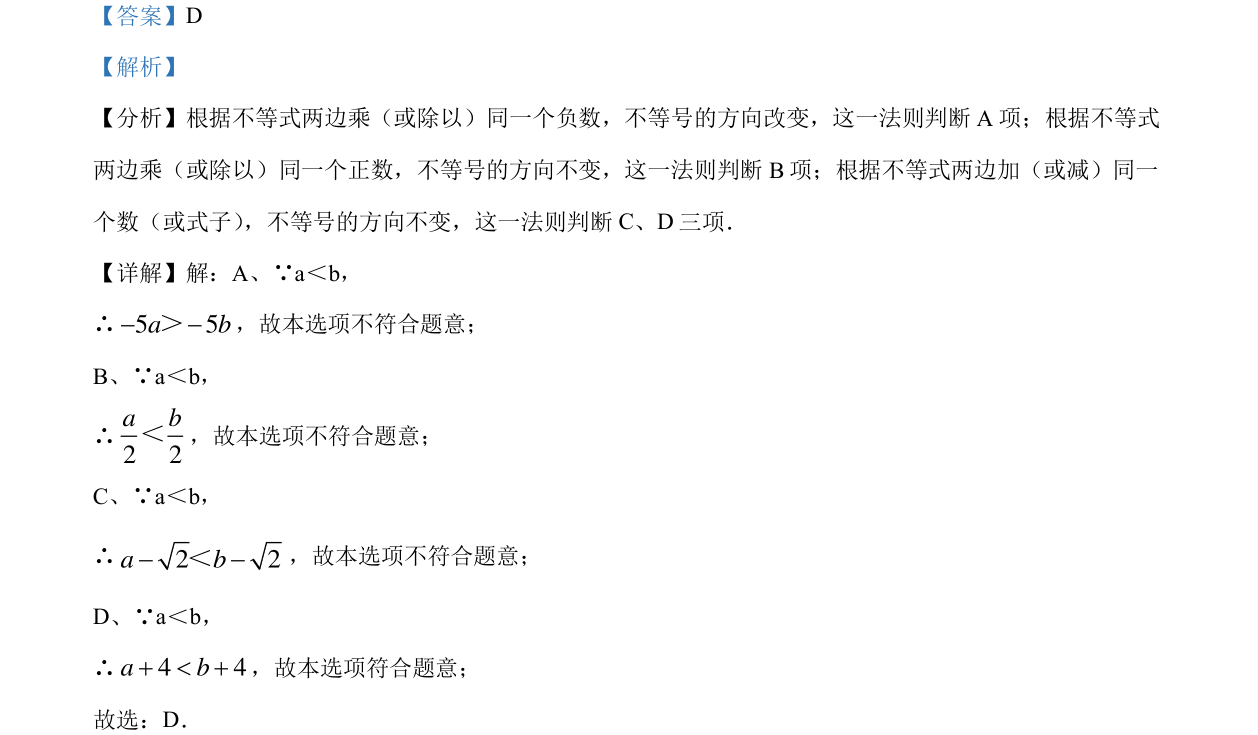 【答案】D
【解析】
【分析】根据不等式两边乘（或除以）同一个负数，不等号的方向改变，这一法则判断 A 项；根据不等式
两边乘（或除以）同一个正数，不等号的方向不变，这一法则判断 B 项；根据不等式两边加（或减）同一
个数（或式子），不等号的方向不变，这一法则判断 C、D 三项．
【详解】解：A、∵a＜b，
∴ −5a＞−5b，故本选项不符合题意；
B、∵a＜b，
∴ a/2＜b/2，故本选项不符合题意；
C、∵a＜b，
∴ a−√2＜b−√2，故本选项不符合题意；
D、∵a＜b，
∴ a+4<b+4，故本选项符合题意；
故选：D．